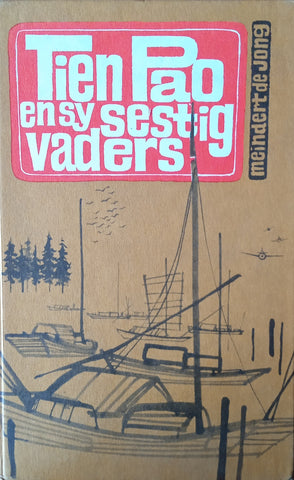 Tien Pao
en sy sestig
vaders
meindert de Jong